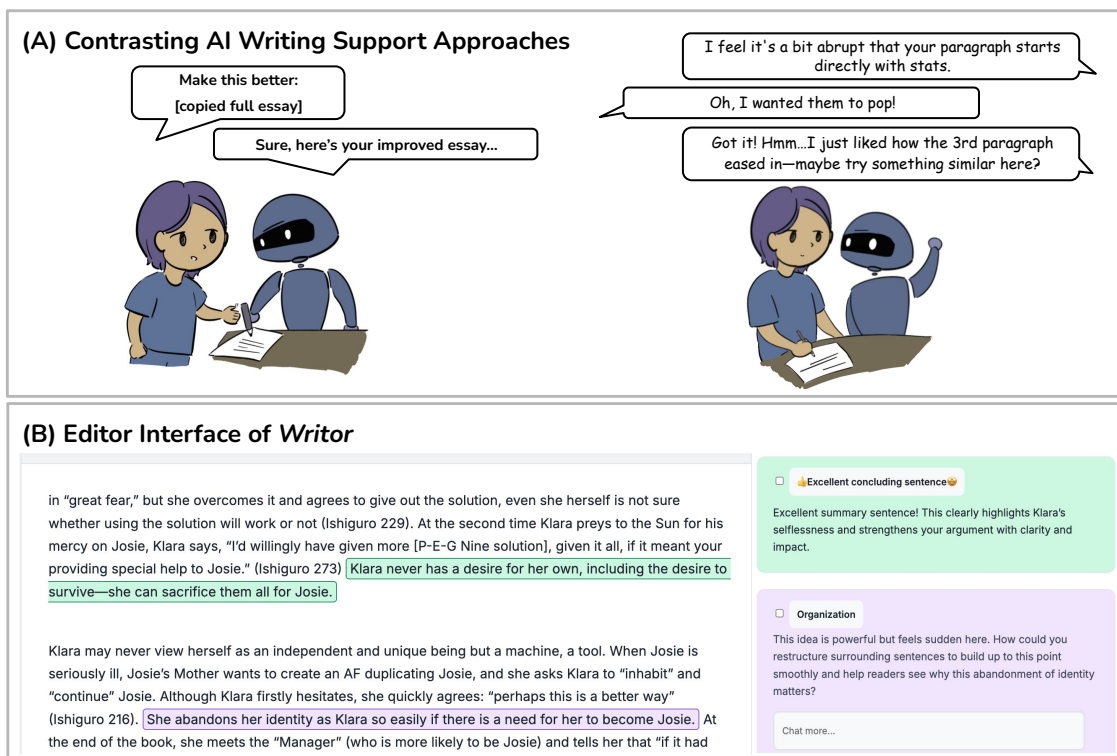 (A) Contrasting AI Writing Support Approaches
Make this better:
[copied full essay]
Sure, here's your improved essay...
I feel it's a bit abrupt that your paragraph starts
directly with stats.
Oh, I wanted them to pop!
Got it! Hmm...I just liked how the 3rd paragraph
eased in—maybe try something similar here?
(B) Editor Interface of Writor
in “great fear,” but she overcomes it and agrees to give out the solution, even she herself is not sure
whether using the solution will work or not (Ishiguro 229). At the second time Klara preys to the Sun for his
mercy on Josie, Klara says, “I’d willingly have given more [P-E-G Nine solution], given it all, if it meant your
providing special help to Josie.” (Ishiguro 273) Klara never has a desire for her own, including the desire to
survive—she can sacrifice them all for Josie.
Klara may never view herself as an independent and unique being but a machine, a tool. When Josie is
seriously ill, Josie’s Mother wants to create an AF duplicating Josie, and she asks Klara to “inhabit” and
“continue” Josie. Although Klara firstly hesitates, she quickly agrees: “perhaps this is a better way”
(Ishiguro 216). She abandons her identity as Klara so easily if there is a need for her to become Josie. At
the end of the book, she meets the “Manager” (who is more likely to be Josie) and tells her that “if it had
👍Excellent concluding sentence🤩
Excellent summary sentence! This clearly highlights Klara’s
selflessness and strengthens your argument with clarity and
impact.
Organization
This idea is powerful but feels sudden here. How could you
restructure surrounding sentences to build up to this point
smoothly and help readers see why this abandonment of identity
matters?
Chat more...